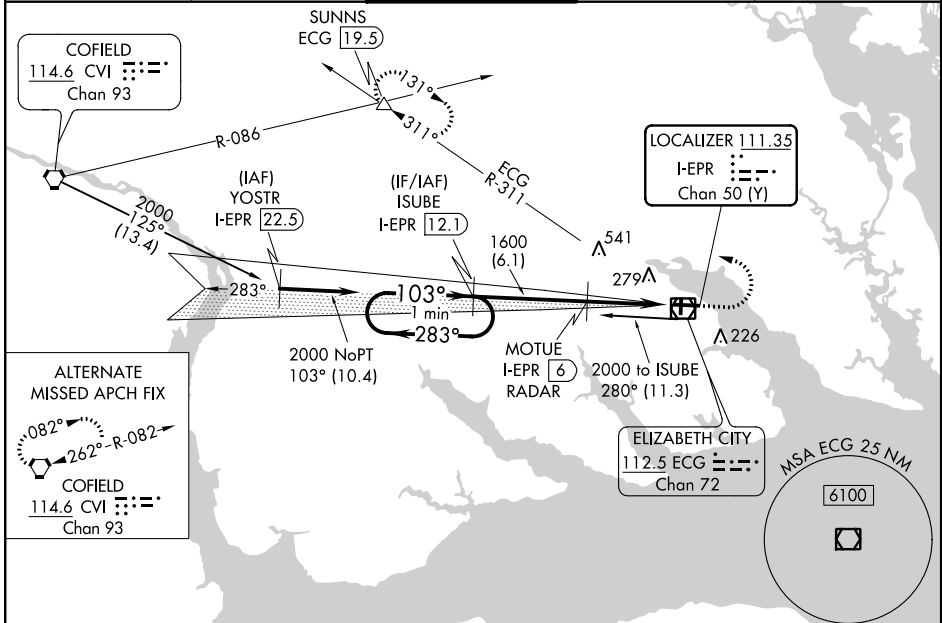 SUNNS
ECG 19.5
COFIELD
114.6 CVI
Chan 93
131°
311°
R-086
ECG
R-311
LOCALIZER 111.35
I-EPR
Chan 50 (Y)
(IAF)
YOSTR
I-EPR 22.5
(IF/IAF)
ISUBE
I-EPR 12.1
2000
125°
(13.4)
1600
(6.1)
541
279
283°
103°
1 min
283°
226
2000 NoPT
103° (10.4)
MOTUE
I-EPR 6
RADAR
2000 to ISUBE
280° (11.3)
ALTERNATE
MISSED APCH FIX
082°
262°
R-082
COFIELD
114.6 CVI
Chan 93
ELIZABETH CITY
112.5 ECG
Chan 72
MSA ECG 25 NM
6100